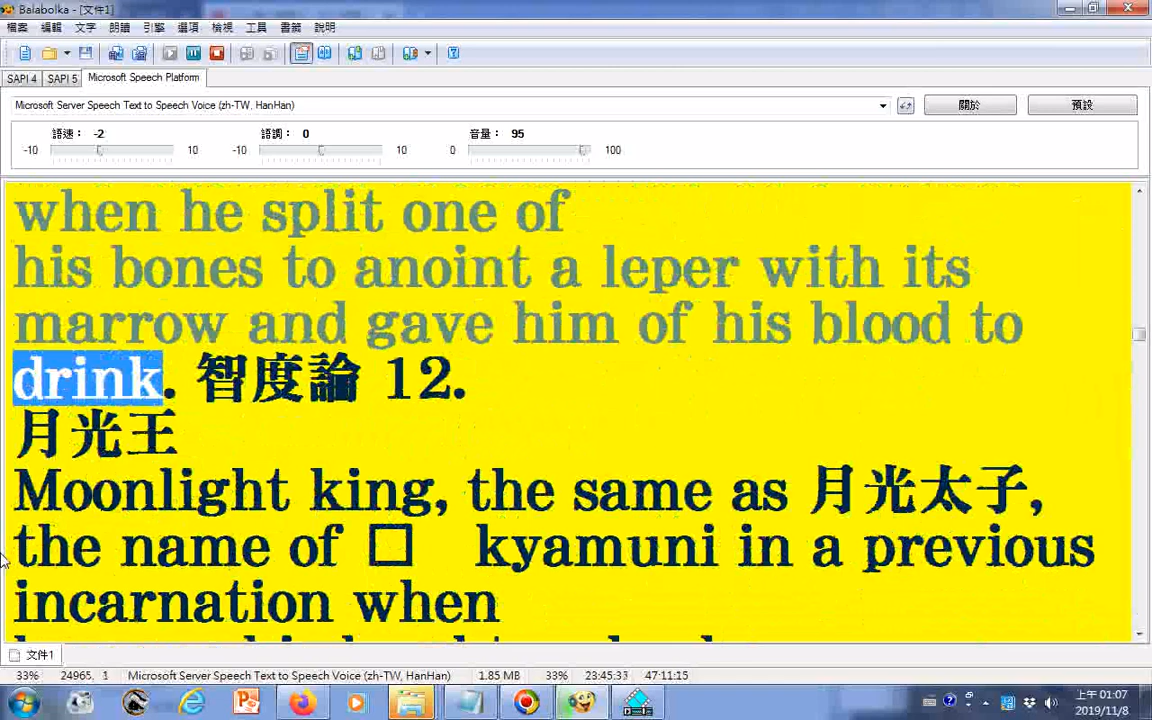 Balabolka - [文件1]
檔案 編輯 文字 朗讀 引擎 選項 檢視 工具 書籤 說明
SAPI 4 SAPI 5 Microsoft Speech Platform
Microsoft Server Speech Text to Speech Voice (zh-TW, HanHan) 關於 預設
語速： -2 語調： 0 音量： 95
-10 10 -10 10 0 100
when he split one of
his bones to anoint a leper with its
marrow and gave him of his blood to
drink. 智度論 12.
月光王
Moonlight king, the same as 月光太子,
the name of □ kyamuni in a previous
incarnation when
文件1
33% 24965, 1 Microsoft Server Speech Text to Speech Voice (zh-TW, HanHan) 1.85 MB 33% 23:45:33 47:11:15
上午 01:07
2019/11/8